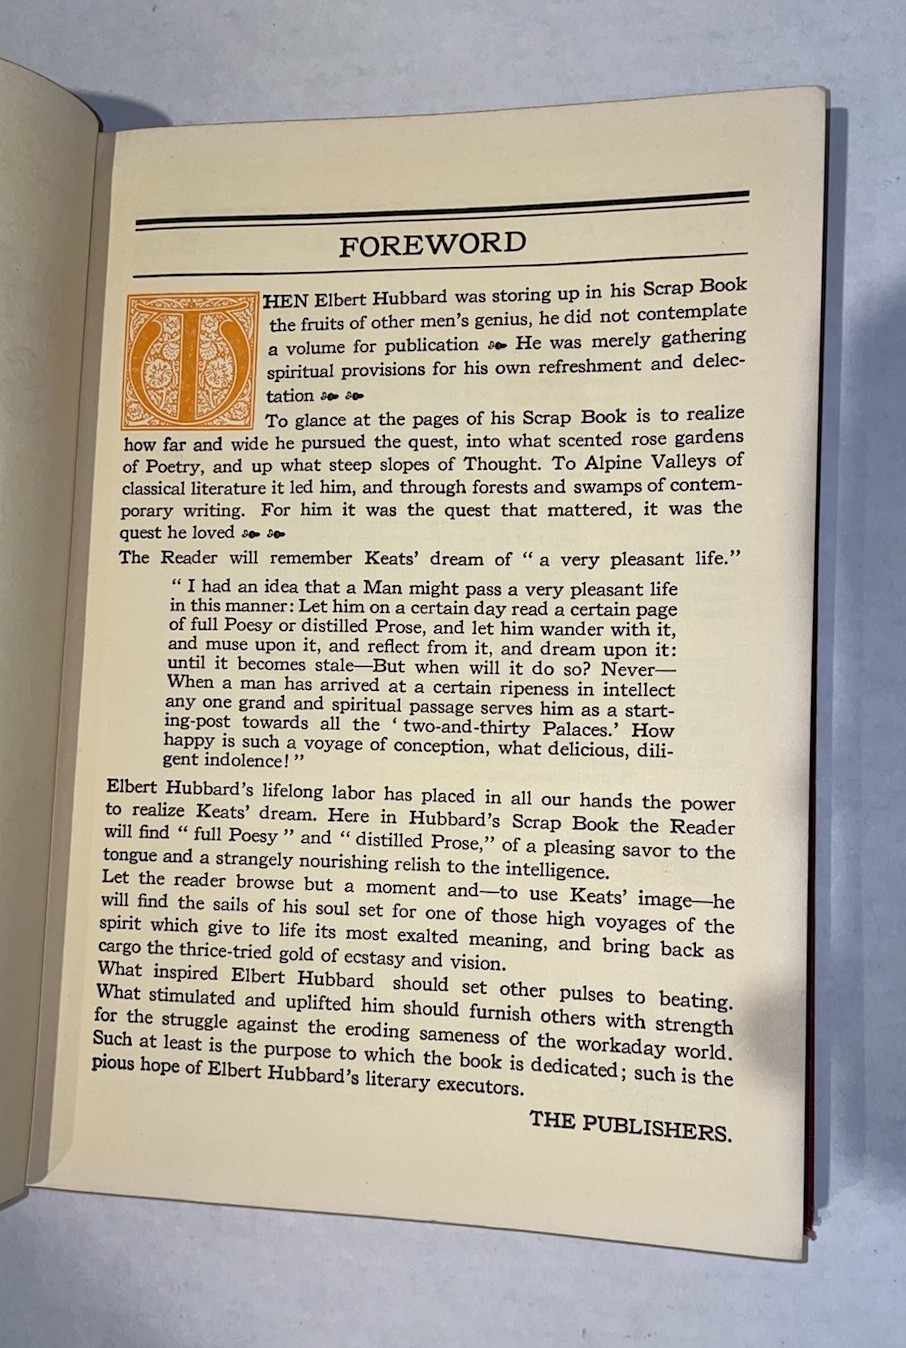 FOREWORD
WHEN Elbert Hubbard was storing up in his Scrap Book
the fruits of other men's genius, he did not contemplate
a volume for publication He was merely gathering
spiritual provisions for his own refreshment and delec-
tation
To glance at the pages of his Scrap Book is to realize
how far and wide he pursued the quest, into what scented rose gardens
of Poetry, and up what steep slopes of Thought. To Alpine Valleys of
classical literature it led him, and through forests and swamps of contem-
porary writing. For him it was the quest that mattered, it was the
quest he loved
The Reader will remember Keats' dream of “ a very pleasant life.”
“ I had an idea that a Man might pass a very pleasant life
in this manner: Let him on a certain day read a certain page
of full Poesy or distilled Prose, and let him wander with it,
and muse upon it, and reflect from it, and dream upon it:
until it becomes stale—But when will it do so? Never—
When a man has arrived at a certain ripeness in intellect
any one grand and spiritual passage serves him as a start-
ing-post towards all the ‘ two-and-thirty Palaces.’ How
happy is such a voyage of conception, what delicious, dili-
gent indolence! ”
Elbert Hubbard's lifelong labor has placed in all our hands the power
to realize Keats' dream. Here in Hubbard's Scrap Book the Reader
will find “ full Poesy ” and “ distilled Prose,” of a pleasing savor to the
tongue and a strangely nourishing relish to the intelligence.
Let the reader browse but a moment and—to use Keats' image—he
will find the sails of his soul set for one of those high voyages of the
spirit which give to life its most exalted meaning, and bring back as
cargo the thrice-tried gold of ecstasy and vision.
What inspired Elbert Hubbard should set other pulses to beating.
What stimulated and uplifted him should furnish others with strength
for the struggle against the eroding sameness of the workaday world.
Such at least is the purpose to which the book is dedicated; such is the
pious hope of Elbert Hubbard's literary executors.
THE PUBLISHERS.